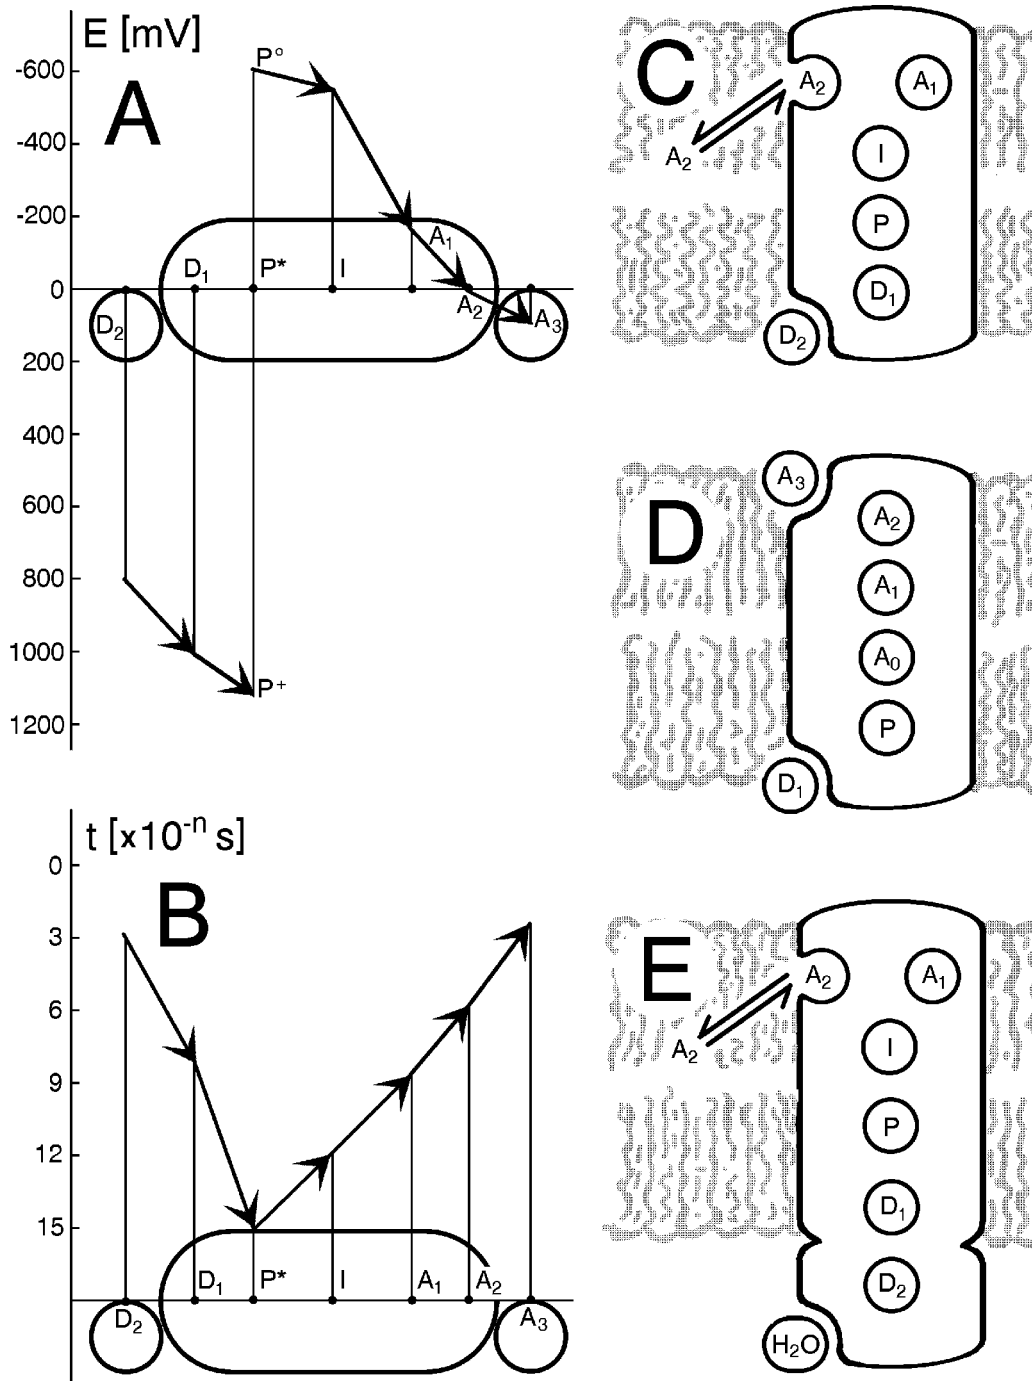 E [mV]
A
-600
-400
-200
0
200
400
600
800
1000
1200
P°
D₁
P*
I
A₁
A₂
A₃
D₂
P⁺
t [x10⁻ⁿ s]
B
0
3
6
9
12
15
D₁
P*
I
A₁
A₂
D₂
A₃
C
A₂
A₁
A₂
I
P
D₁
D₂
D
A₃
A₂
A₁
A₀
P
D₁
E
A₂
A₁
A₂
I
P
D₁
D₂
H₂O